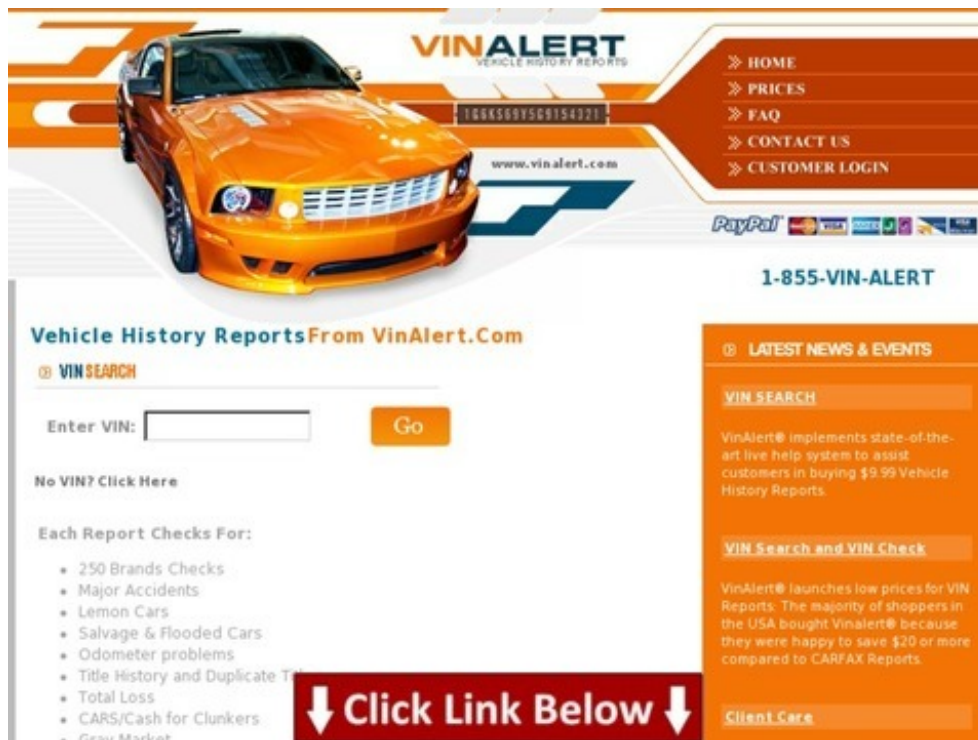 VINALERT
VEHICLE HISTORY REPORTS
1G6KS69Y5G9154321
www.vinalert.com
HOME
PRICES
FAQ
CONTACT US
CUSTOMER LOGIN
PayPal
VISA
1-855-VIN-ALERT
Vehicle History Reports From VinAlert.Com
VIN SEARCH
Enter VIN:
Go
No VIN? Click Here
Each Report Checks For:
250 Brands Checks
Major Accidents
Lemon Cars
Salvage & Flooded Cars
Odometer problems
Title History and Duplicate
Total Loss
CARS/Cash for Clunkers
Gray Market
Click Link Below
LATEST NEWS & EVENTS
VIN SEARCH
VinAlert® implements state-of-the-
art live help system to assist
customers in buying $9.99 Vehicle
History Reports.
VIN Search and VIN Check
VinAlert® launches low prices for VIN
Reports. The majority of shoppers in
the USA bought Vinalert® because
they were happy to save $20 or more
compared to CARFAX Reports.
Client Care